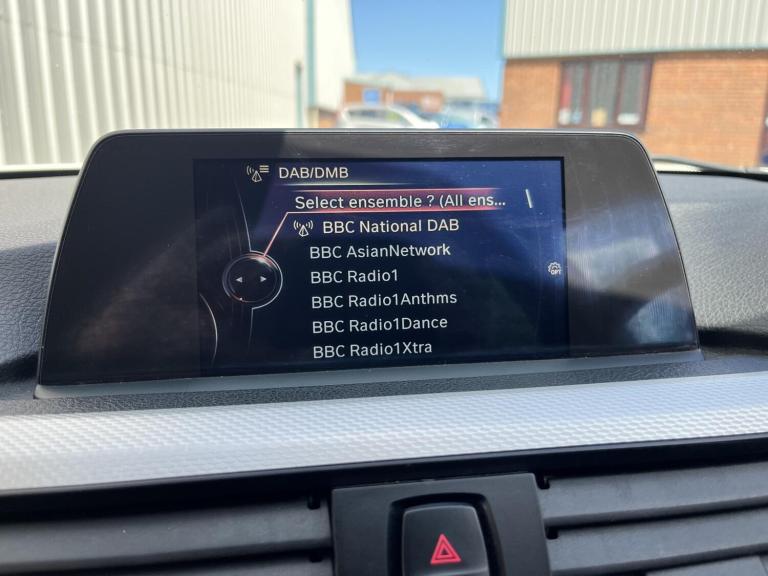 DAB/DMB
Select ensemble ? (All ens...
BBC National DAB
BBC AsianNetwork
OPT
BBC Radio1
BBC Radio1Anthms
BBC Radio1Dance
BBC Radio1Xtra